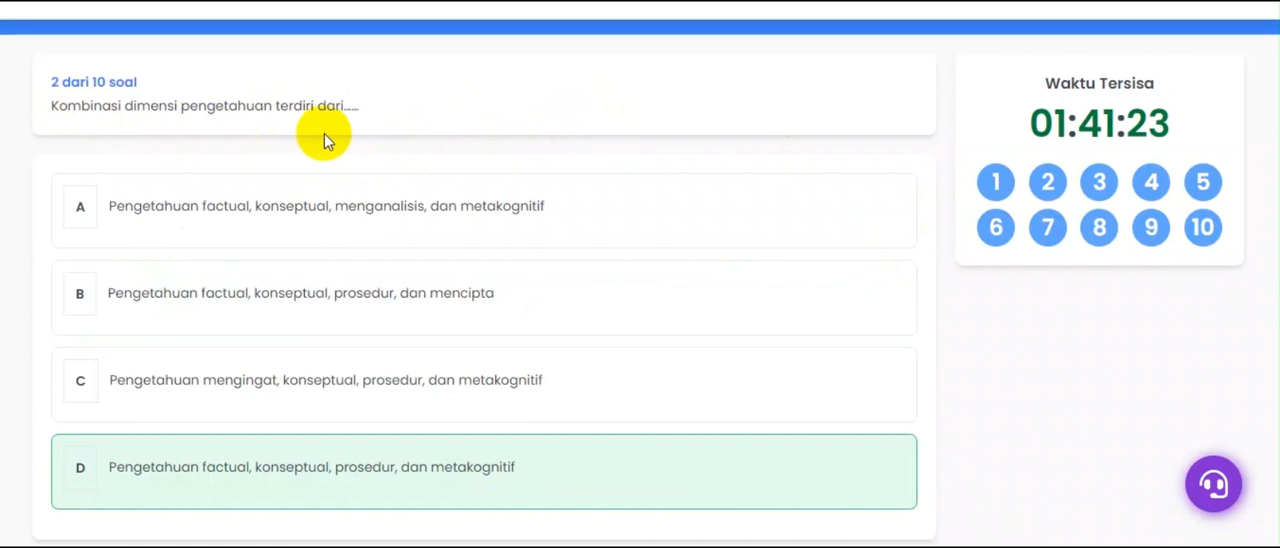 2 dari 10 soal
Kombinasi dimensi pengetahuan terdiri dari......
A Pengetahuan factual, konseptual, menganalisis, dan metakognitif
B Pengetahuan factual, konseptual, prosedur, dan mencipta
C Pengetahuan mengingat, konseptual, prosedur, dan metakognitif
D Pengetahuan factual, konseptual, prosedur, dan metakognitif
Waktu Tersisa
01:41:23
1 2 3 4 5
6 7 8 9 10